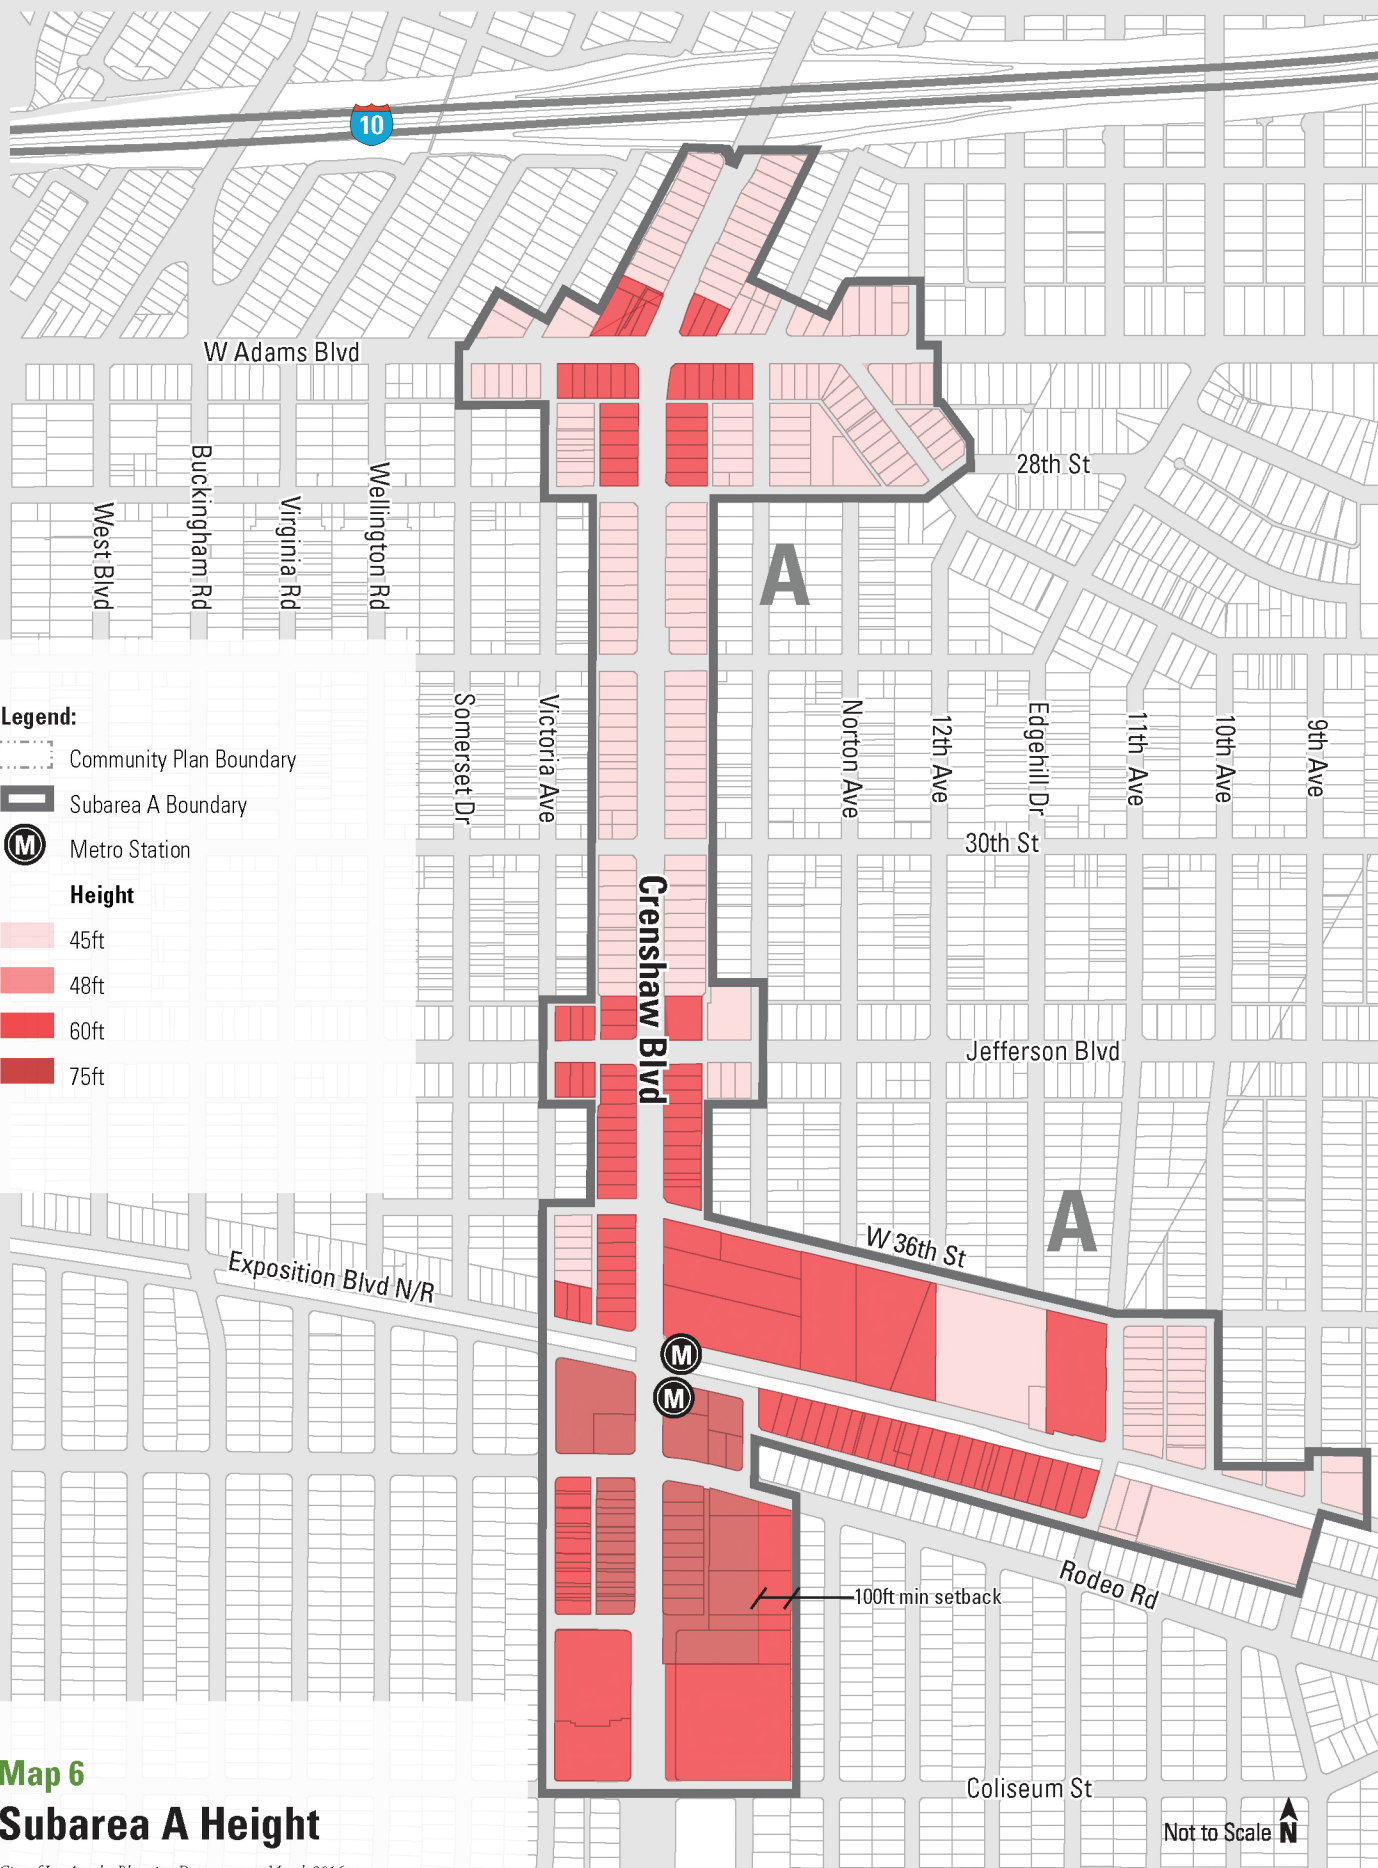 10
W Adams Blvd
28th St
West Blvd
Buckingham Rd
Virginia Rd
Wellington Rd
A
Somerset Dr
Victoria Ave
Norton Ave
12th Ave
Edgehill Dr
11th Ave
10th Ave
9th Ave
30th St
Legend:
Community Plan Boundary
Subarea A Boundary
M Metro Station
Height
45ft
48ft
60ft
75ft
Crenshaw Blvd
Jefferson Blvd
A
W 36th St
Exposition Blvd N/R
M
M
100ft min setback
Rodeo Rd
Coliseum St
Not to Scale N
Map 6
Subarea A Height